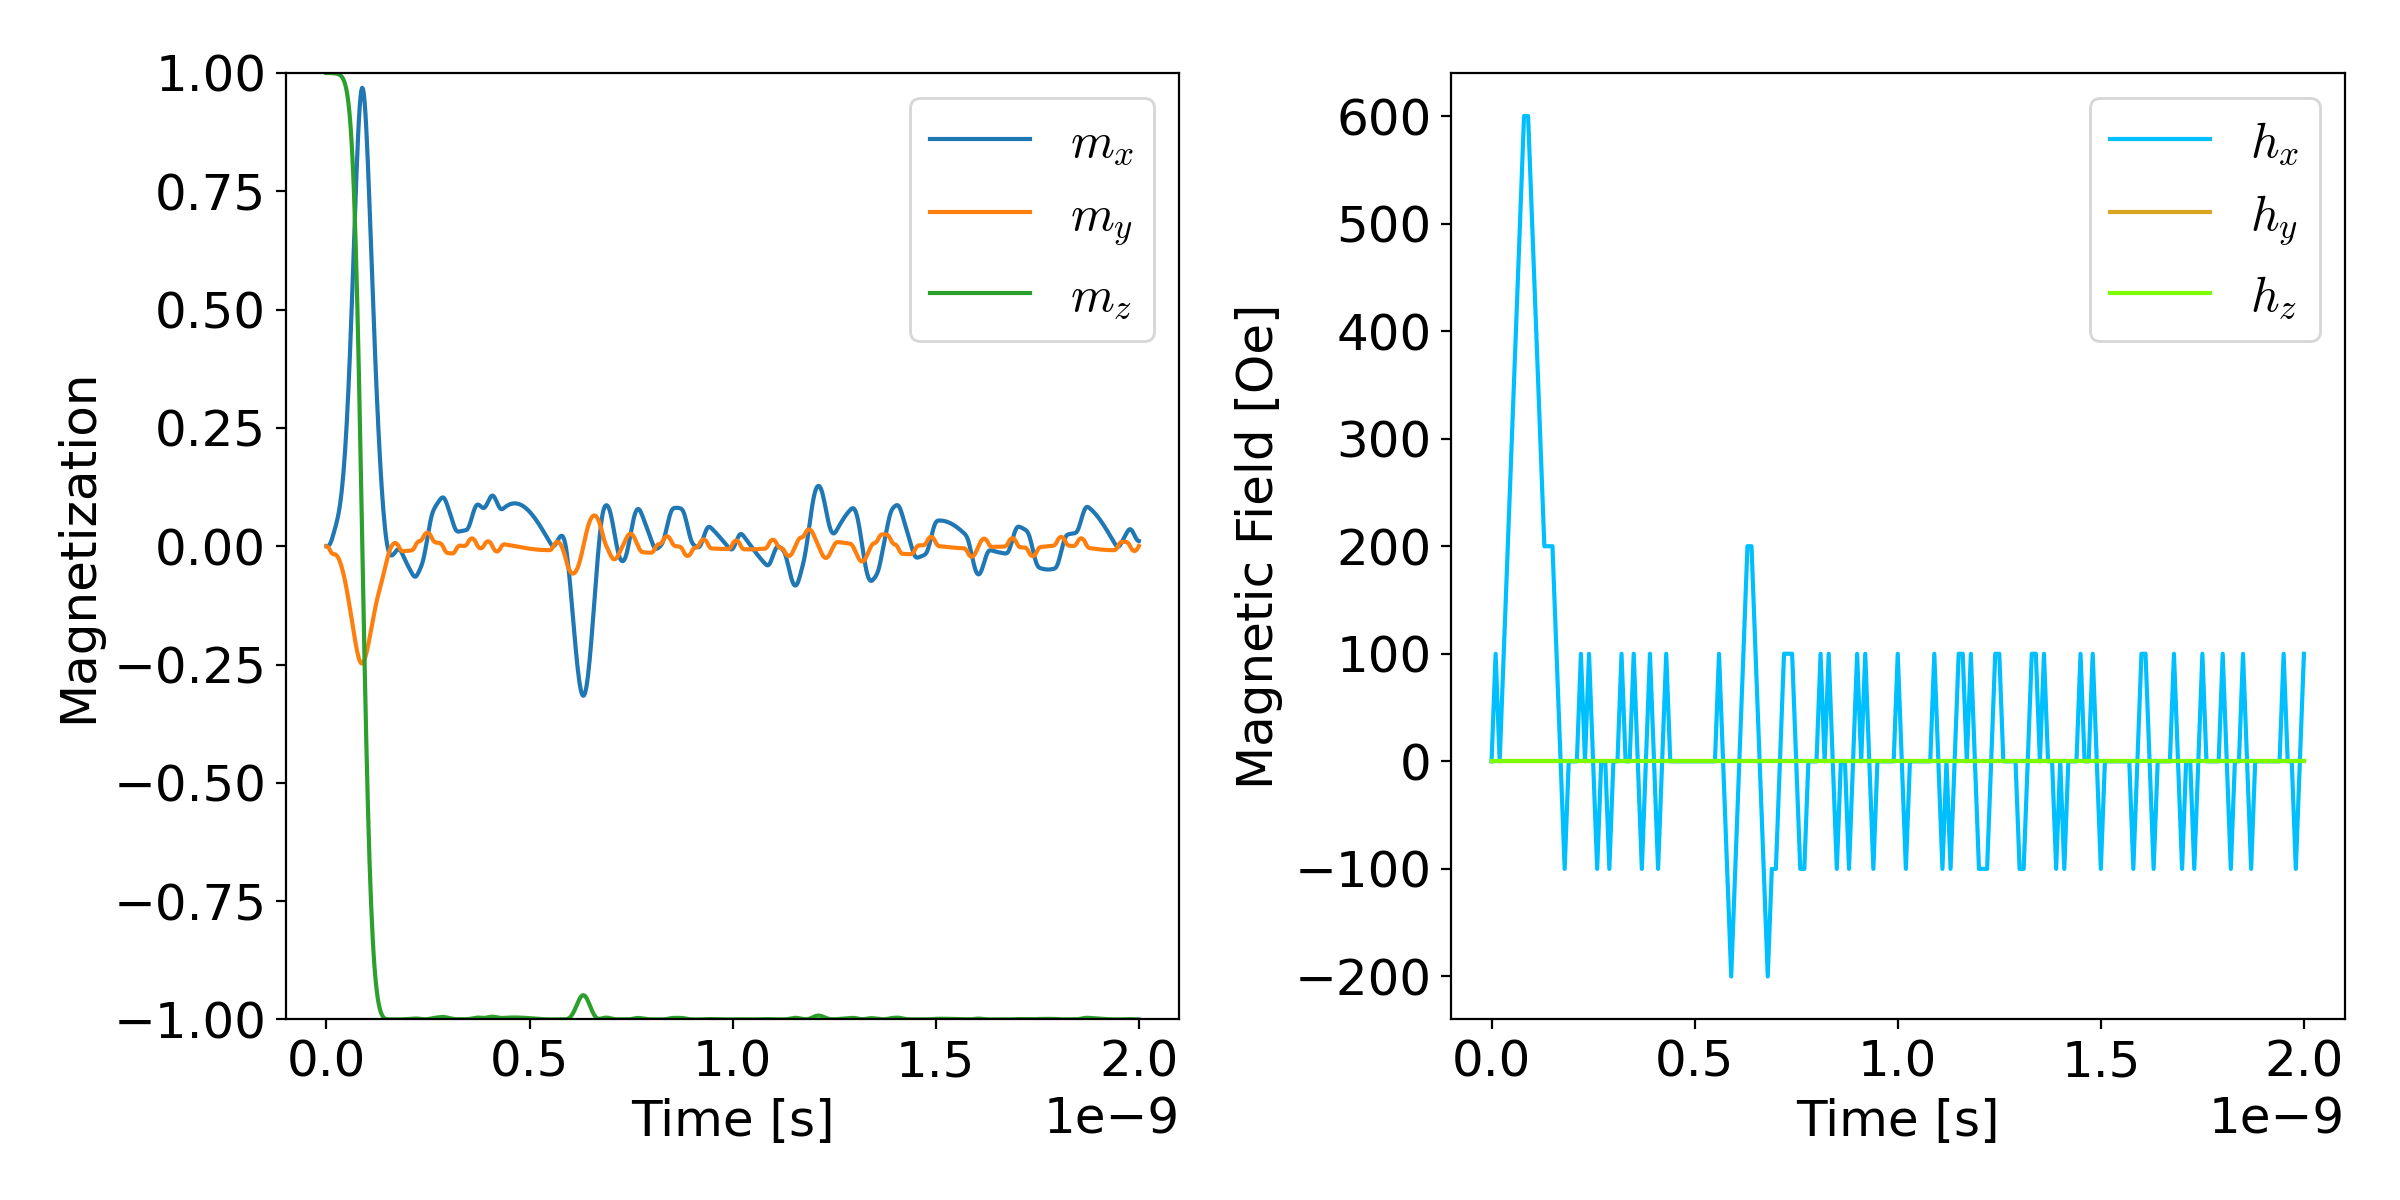 1.00
0.75
0.50
0.25
0.00
−0.25
−0.50
−0.75
−1.00
Magnetization
0.0 0.5 1.0 1.5 2.0
Time [s]
1e−9
m_x
m_y
m_z
600
500
400
300
200
100
0
−100
−200
Magnetic Field [Oe]
0.0 0.5 1.0 1.5 2.0
Time [s]
1e−9
h_x
h_y
h_z